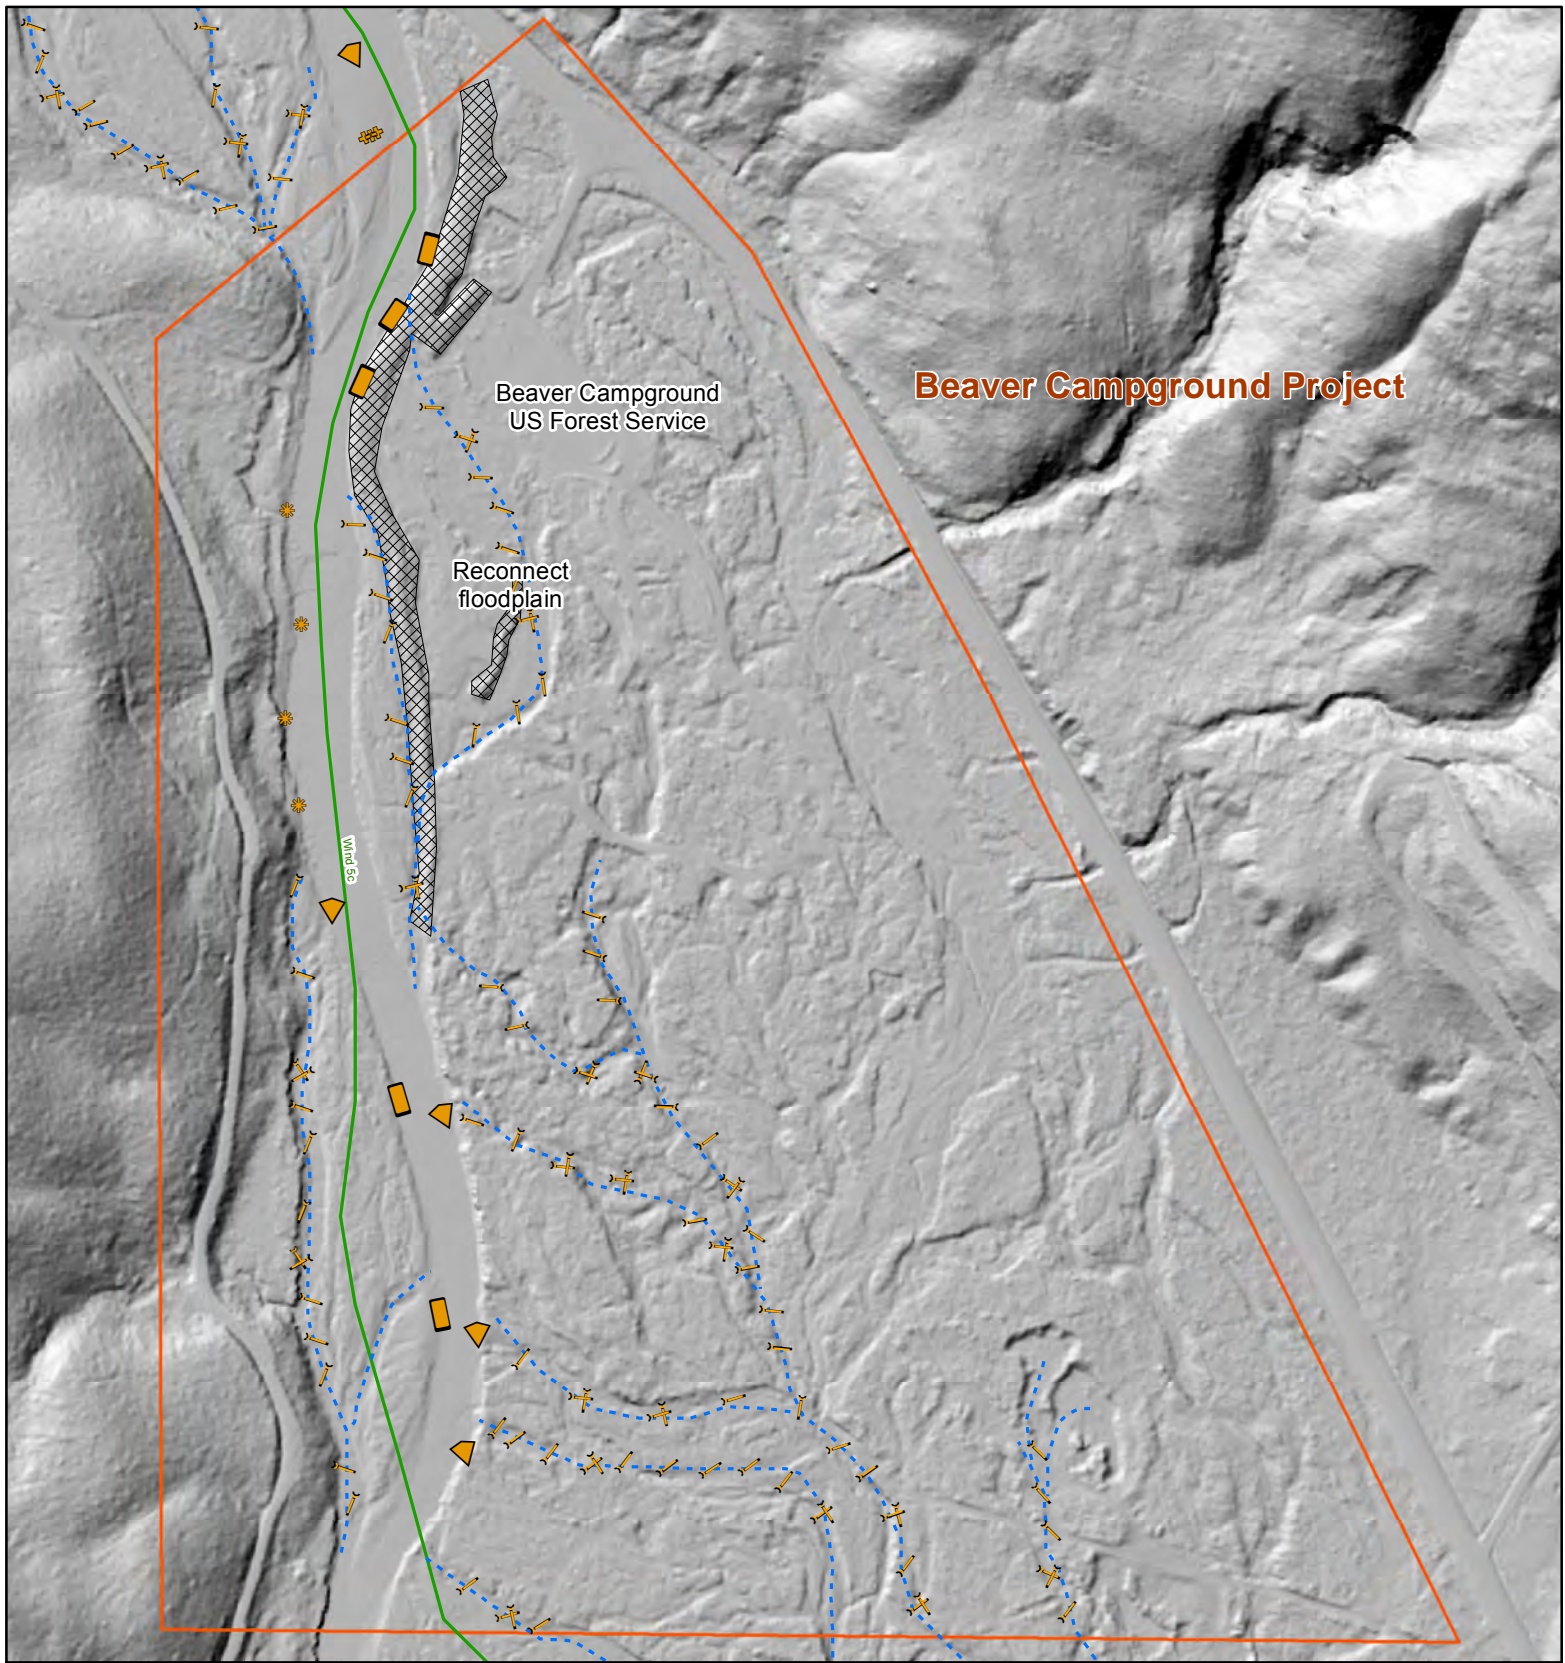 Beaver Campground Project
Beaver Campground
US Forest Service
Reconnect
floodplain
Wind 5c